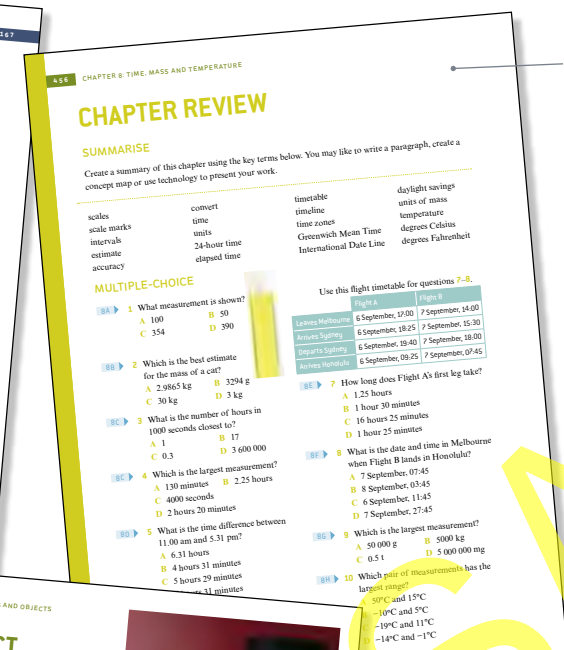 167
456 CHAPTER 8: TIME, MASS AND TEMPERATURE
CHAPTER REVIEW
SUMMARISE
Create a summary of this chapter using the key terms below. You may like to write a paragraph, create a
concept map or use technology to present your work.
scales
scale marks
intervals
estimate
accuracy
convert
time
units
24-hour time
elapsed time
timetable
timeline
time zones
Greenwich Mean Time
International Date Line
daylight savings
units of mass
temperature
degrees Celsius
degrees Fahrenheit
MULTIPLE-CHOICE
8A 1 What measurement is shown?
A 100 B 50
C 354 D 390
8B 2 Which is the best estimate
for the mass of a cat?
A 2.9865 kg B 3294 g
C 30 kg D 3 kg
8C 3 What is the number of hours in
1000 seconds closest to?
A 1 B 17
C 0.3 D 3 600 000
8C 4 Which is the largest measurement?
A 130 minutes B 2.25 hours
C 4000 seconds
D 2 hours 20 minutes
8D 5 What is the time difference between
11.00 am and 5.31 pm?
A 6.31 hours
B 4 hours 31 minutes
C 5 hours 29 minutes
31 minutes
Use this flight timetable for questions 7–8.
Flight A Flight B
Leaves Melbourne 6 September, 17:00 7 September, 14:00
Arrives Sydney 6 September, 18:25 7 September, 15:30
Departs Sydney 6 September, 19:40 7 September, 18:00
Arrives Honolulu 6 September, 09:25 7 September, 07:45
8E 7 How long does Flight A's first leg take?
A 1.25 hours
B 1 hour 30 minutes
C 16 hours 25 minutes
D 1 hour 25 minutes
8F 8 What is the date and time in Melbourne
when Flight B lands in Honolulu?
A 7 September, 07:45
B 8 September, 03:45
C 6 September, 11:45
D 7 September, 27:45
8G 9 Which is the largest measurement?
A 50 000 g B 5000 kg
C 0.5 t D 5 000 000 mg
8H 10 Which pair of measurements has the
largest range?
50°C and 15°C
−10°C and 5°C
−19°C and 11°C
−14°C and −1°C
AND OBJECTS
CT